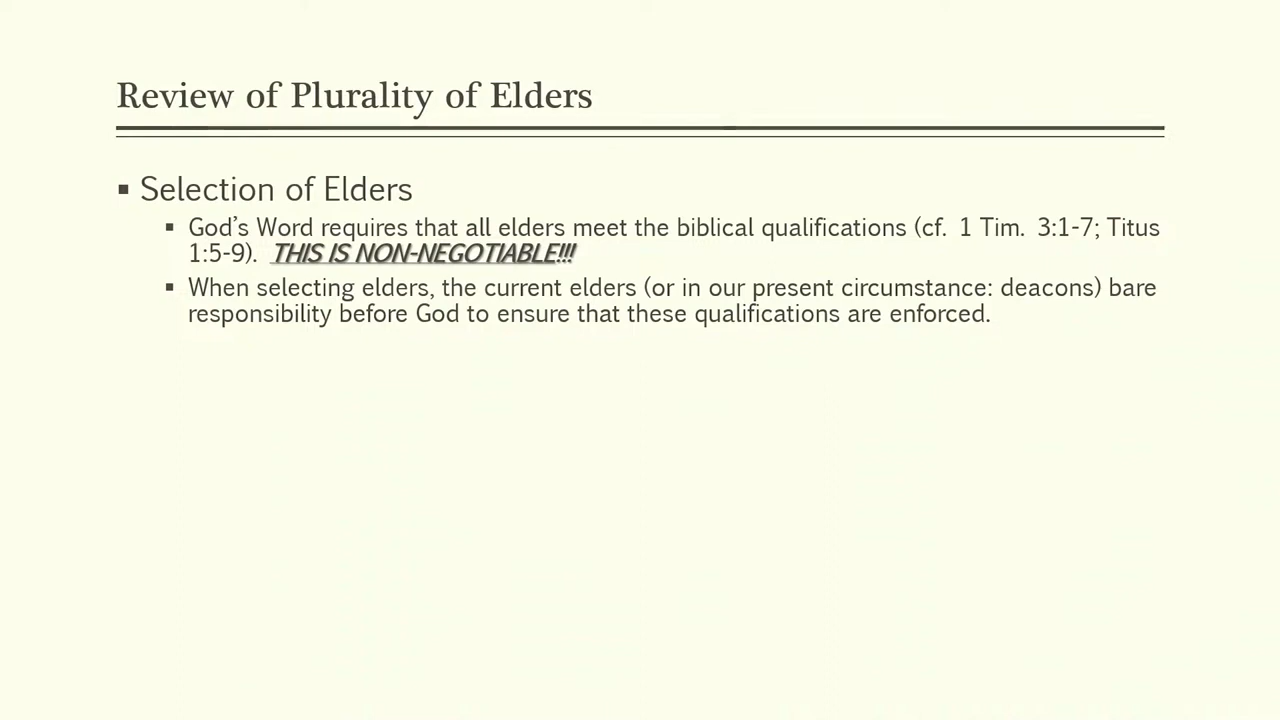 Review of Plurality of Elders
▪ Selection of Elders
▪ God’s Word requires that all elders meet the biblical qualifications (cf. 1 Tim. 3:1-7; Titus
1:5-9). THIS IS NON-NEGOTIABLE!!!
▪ When selecting elders, the current elders (or in our present circumstance: deacons) bare
responsibility before God to ensure that these qualifications are enforced.